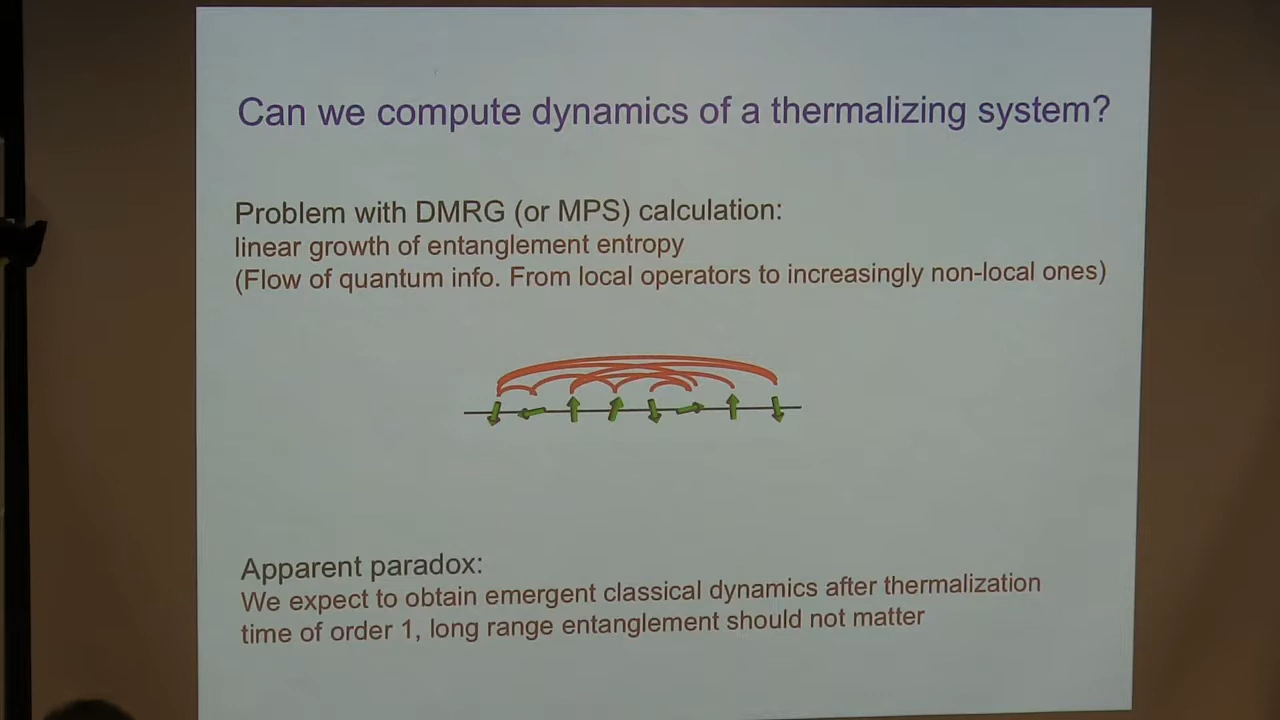 Can we compute dynamics of a thermalizing system?
Problem with DMRG (or MPS) calculation:
linear growth of entanglement entropy
(Flow of quantum info. From local operators to increasingly non-local ones)
Apparent paradox:
We expect to obtain emergent classical dynamics after thermalization
time of order 1, long range entanglement should not matter